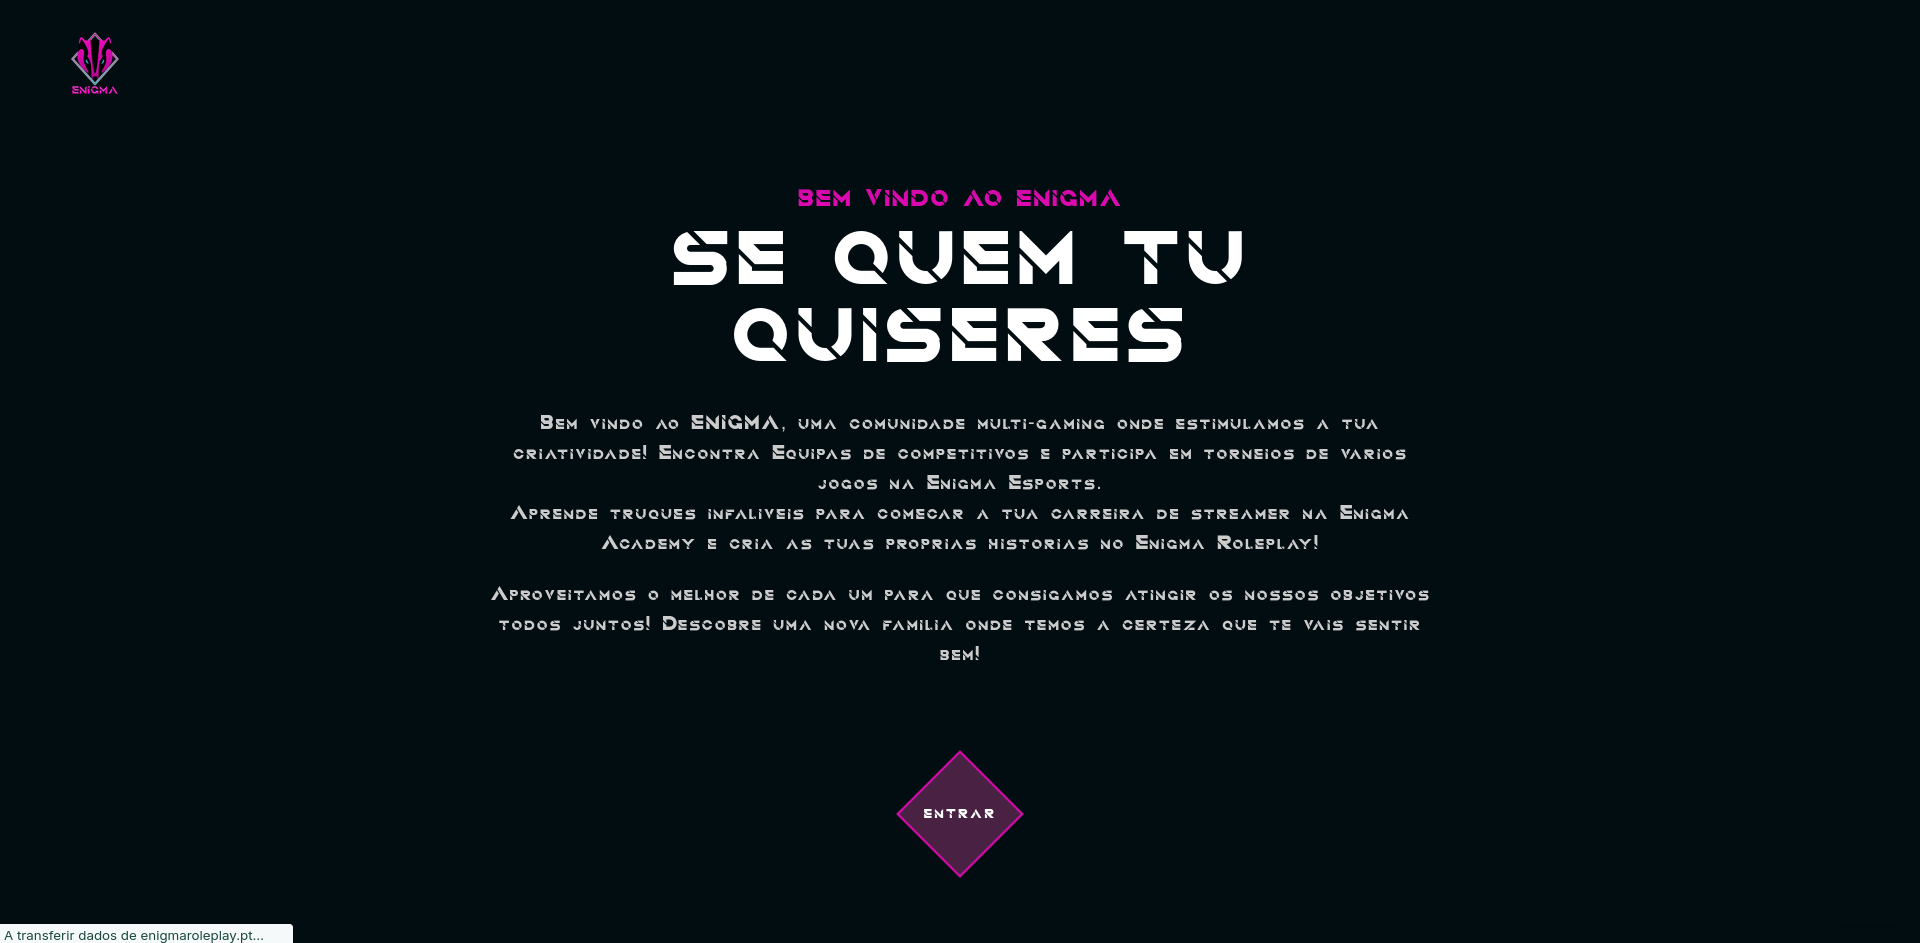 ENIGMA
BEM VINDO AO ENIGMA
SE QUEM TU
QUISERES
Bem vindo ao ENIGMA, uma comunidade multi-gaming onde estimulamos a tua
criatividade! Encontra Equipas de competitivos e participa em torneios de varios
jogos na Enigma Esports.
Aprende truques infaliveis para comecar a tua carreira de streamer na Enigma
Academy e cria as tuas proprias historias no Enigma Roleplay!
Aproveitamos o melhor de cada um para que consigamos atingir os nossos objetivos
todos juntos! Descobre uma nova familia onde temos a certeza que te vais sentir
bem!
ENTRAR
A transferir dados de enigmaroleplay.pt...